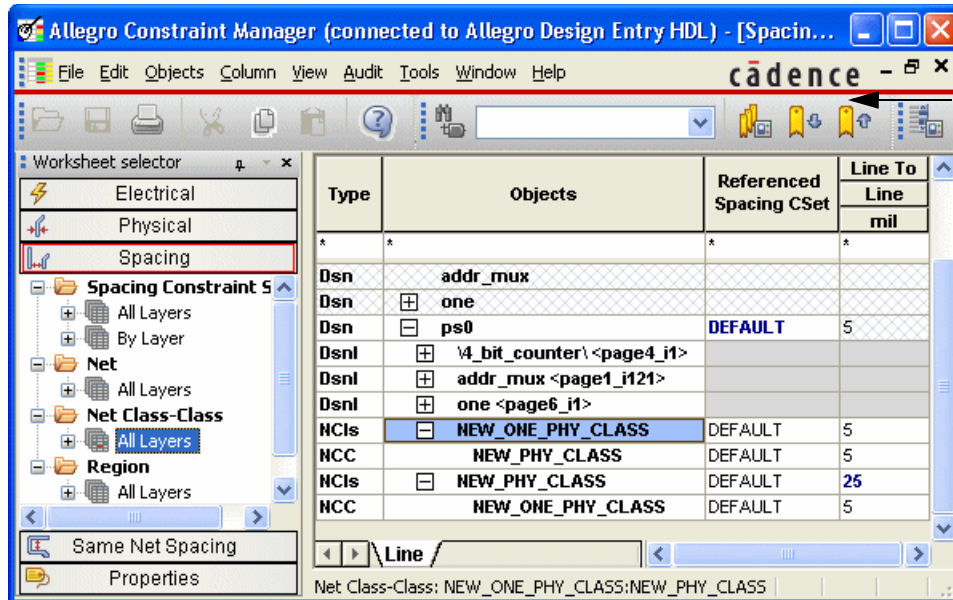 Allegro Constraint Manager (connected to Allegro Design Entry HDL) - [Spacin...
File Edit Objects Column View Audit Tools Window Help
cādence
Worksheet selector
Electrical
Physical
Spacing
Spacing Constraint S
All Layers
By Layer
Net
All Layers
Net Class-Class
All Layers
Region
All Layers
Same Net Spacing
Properties
Type Objects Referenced Spacing CSet Line To
Line
mil
* * * *
Dsn addr_mux
Dsn one
Dsn ps0 DEFAULT 5
DsnI \4_bit_counter\ <page4_i1>
DsnI addr_mux <page1_i121>
DsnI one <page6_i1>
NCls NEW_ONE_PHY_CLASS DEFAULT 5
NCC NEW_PHY_CLASS DEFAULT 5
NCls NEW_PHY_CLASS DEFAULT 25
NCC NEW_ONE_PHY_CLASS DEFAULT 5
Line
Net Class-Class: NEW_ONE_PHY_CLASS:NEW_PHY_CLASS